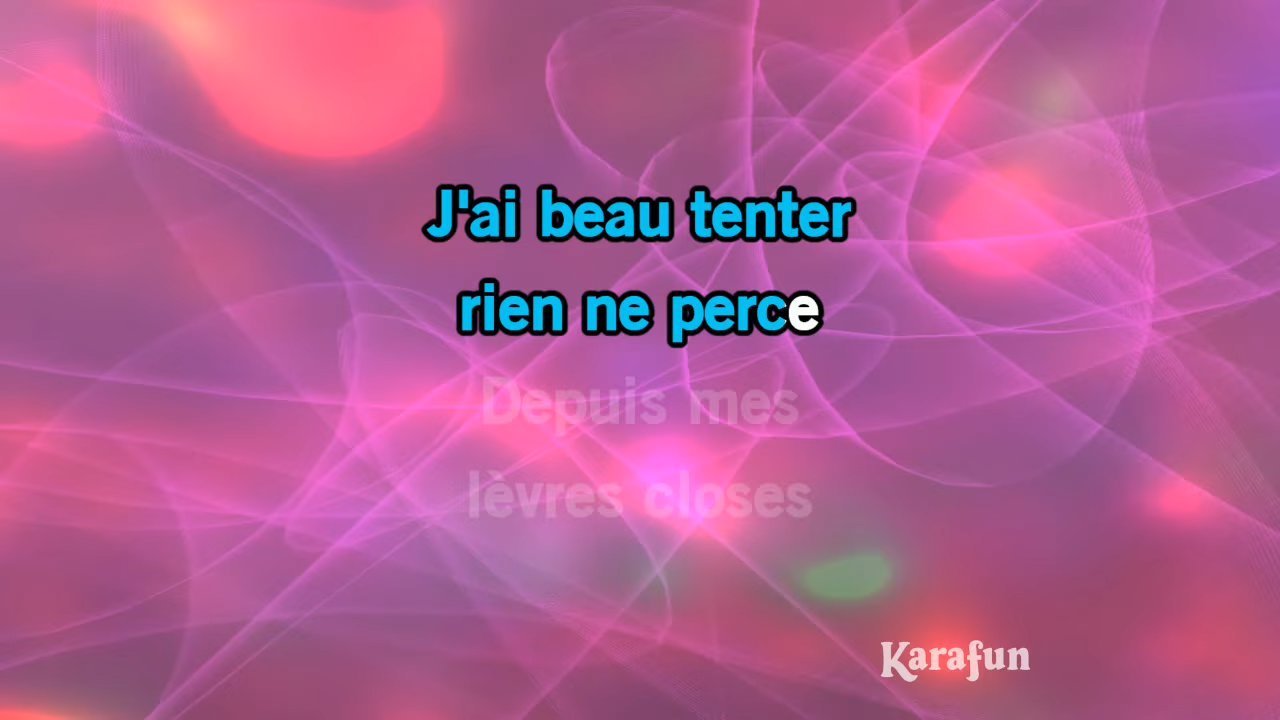 J'ai beau tenter
rien ne perce
Depuis mes
lèvres closes
Karafun